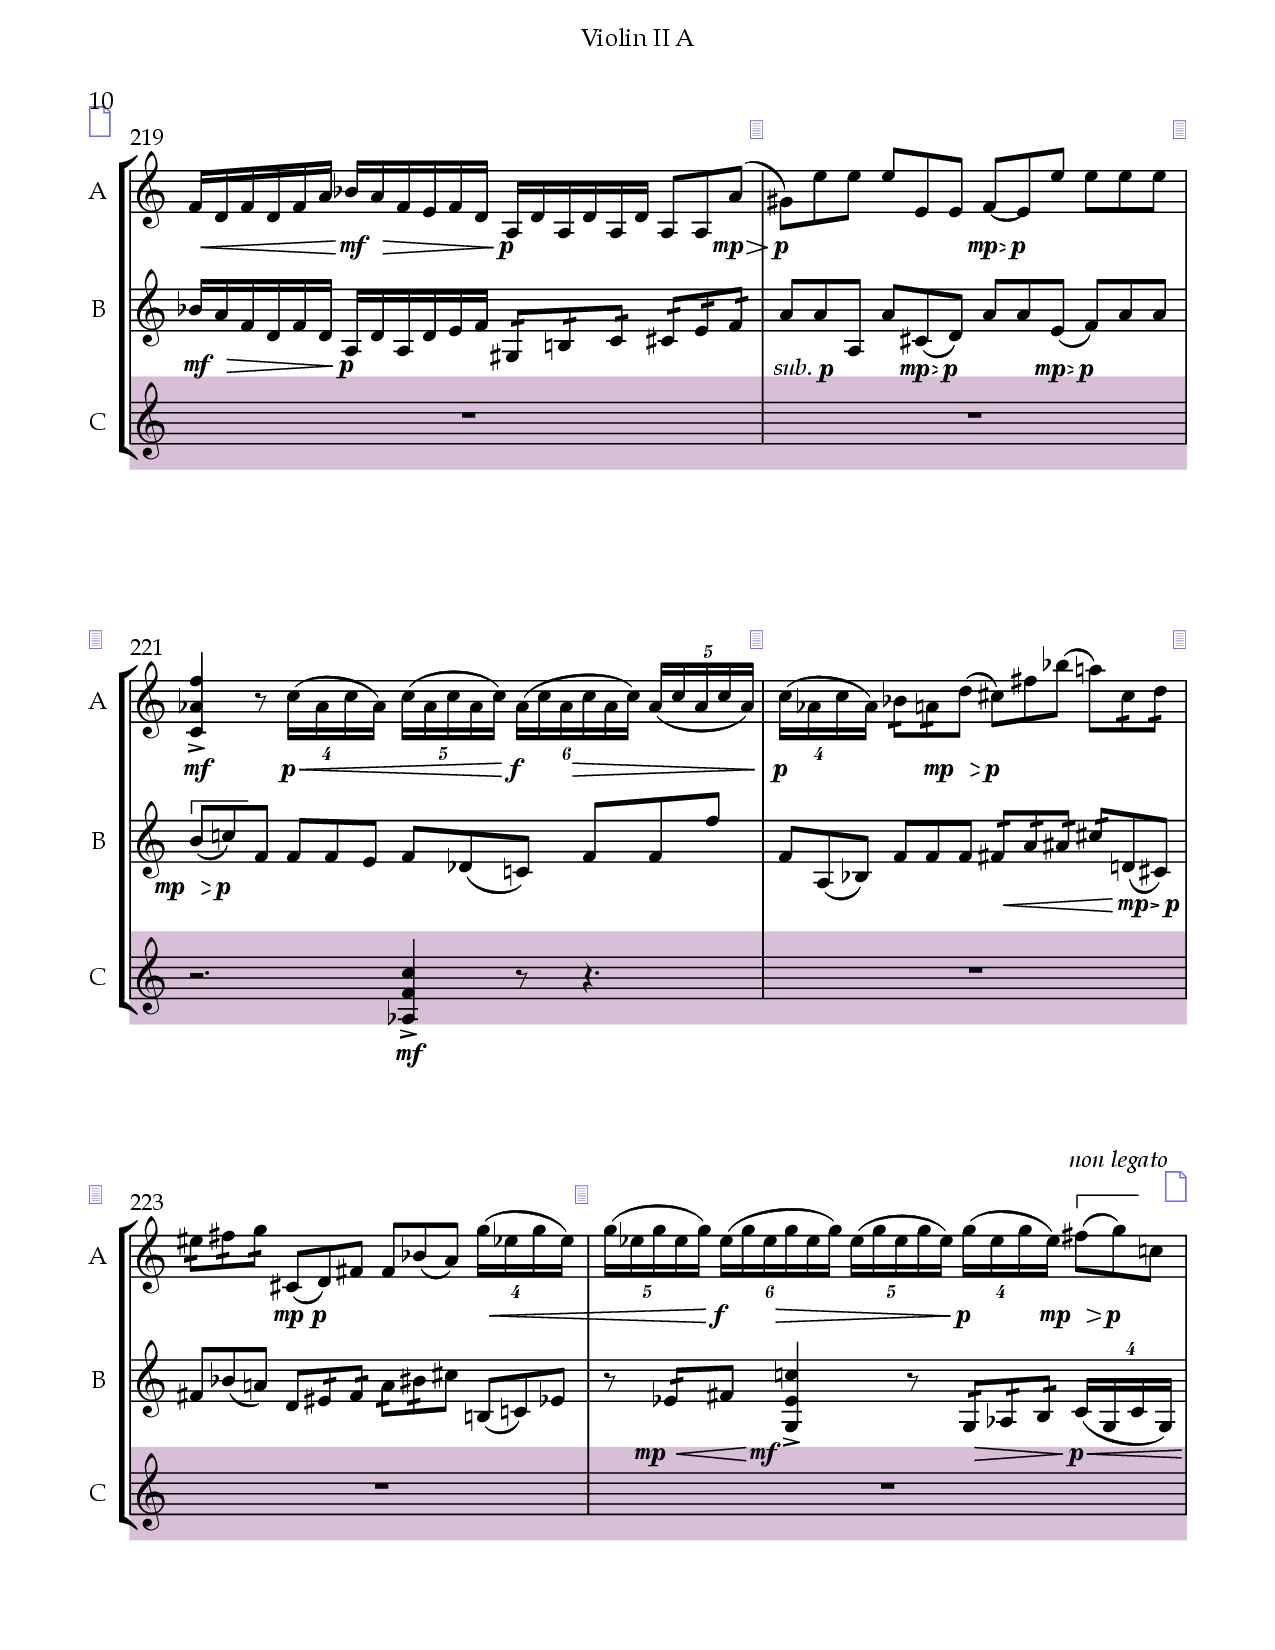 Violin II A
10
219
A
mf p mp p mp p
B
mf p sub. p mp p mp p
C
221
5
A
4 5 6 4
mf p f p mp p
B
mp p mp p
C
mf
non legato
223
A
4 5 6 5 4
mp p f p mp p
4
B
mp mf p
C